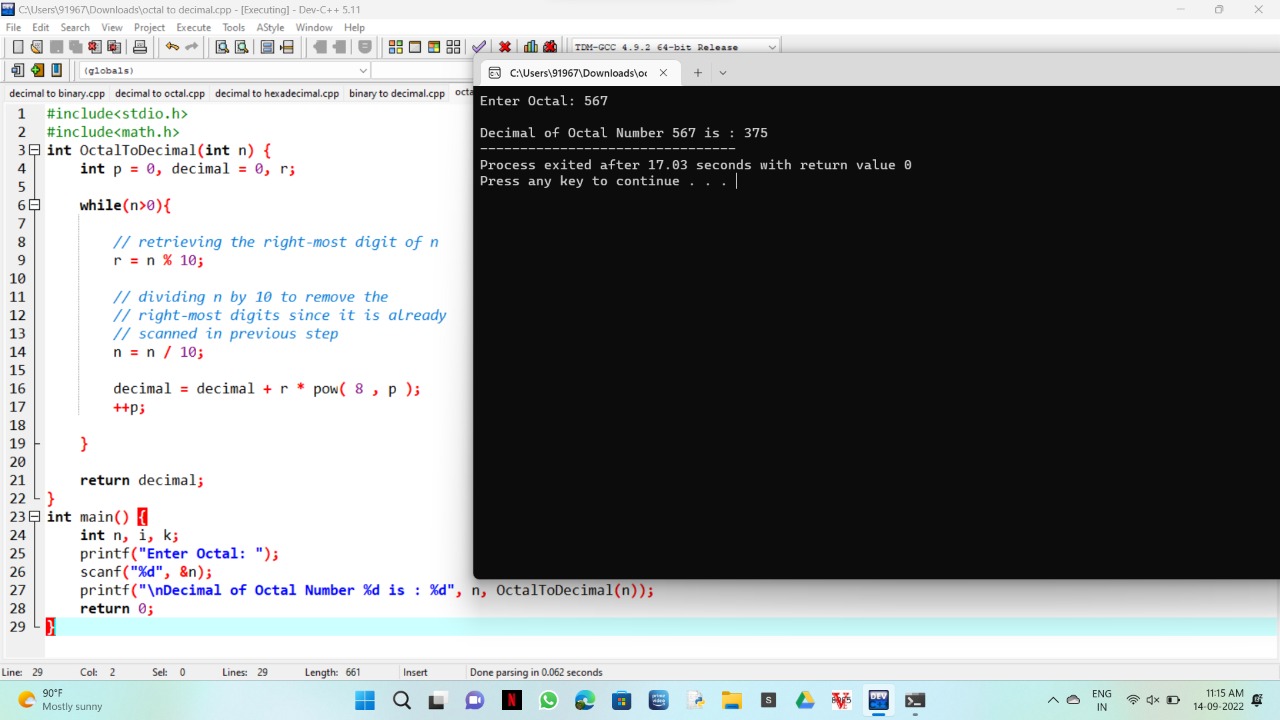 C:\Users\91967\Downloads\octal to decimal.cpp - [Executing] - Dev-C++ 5.11
File Edit Search View Project Execute Tools AStyle Window Help
TDM-GCC 4.9.2 64-bit Release
(globals)
decimal to binary.cpp decimal to octal.cpp decimal to hexadecimal.cpp binary to decimal.cpp octa
1 #include<stdio.h>
2 #include<math.h>
3 int OctalToDecimal(int n) {
4 int p = 0, decimal = 0, r;
5
6 while(n>0){
7
8 // retrieving the right-most digit of n
9 r = n % 10;
10
11 // dividing n by 10 to remove the
12 // right-most digits since it is already
13 // scanned in previous step
14 n = n / 10;
15
16 decimal = decimal + r * pow( 8 , p );
17 ++p;
18
19 }
20
21 return decimal;
22 }
23 int main() {
24 int n, i, k;
25 printf("Enter Octal: ");
26 scanf("%d", &n);
27 printf("\nDecimal of Octal Number %d is : %d", n, OctalToDecimal(n));
28 return 0;
29 }
C:\Users\91967\Downloads\oc
Enter Octal: 567
Decimal of Octal Number 567 is : 375
--------------------------------
Process exited after 17.03 seconds with return value 0
Press any key to continue . . .
Line: 29 Col: 2 Sel: 0 Lines: 29 Length: 661 Insert Done parsing in 0.062 seconds
90°F
Mostly sunny
N
prime video
S
DEV
ENG
IN
11:15 AM
14-09-2022